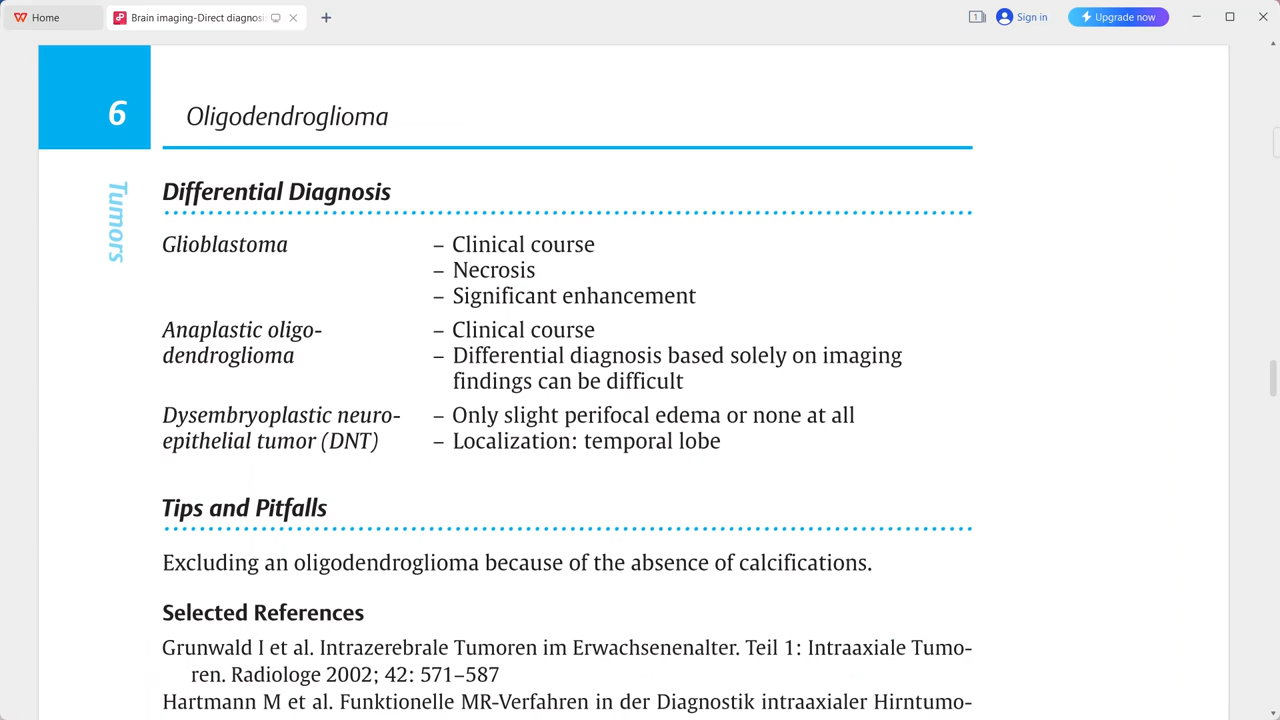 Home
Brain imaging-Direct diagnosi
1
Sign in
Upgrade now
6
Oligodendroglioma
Tumors
Differential Diagnosis
Glioblastoma
– Clinical course
– Necrosis
– Significant enhancement
Anaplastic oligo-
dendroglioma
– Clinical course
– Differential diagnosis based solely on imaging
findings can be difficult
Dysembryoplastic neuro-
epithelial tumor (DNT)
– Only slight perifocal edema or none at all
– Localization: temporal lobe
Tips and Pitfalls
Excluding an oligodendroglioma because of the absence of calcifications.
Selected References
Grunwald I et al. Intrazerebrale Tumoren im Erwachsenenalter. Teil 1: Intraaxiale Tumo-
ren. Radiologe 2002; 42: 571–587
Hartmann M et al. Funktionelle MR-Verfahren in der Diagnostik intraaxialer Hirntumo-